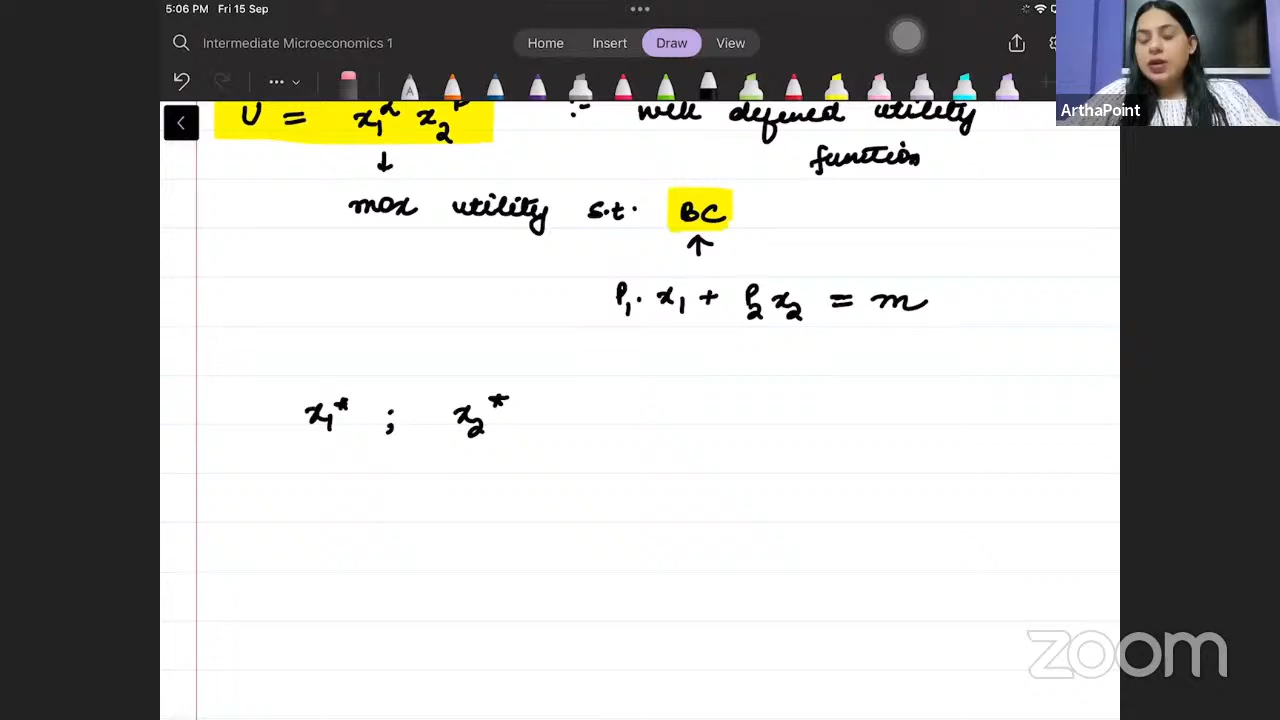 5:06 PM Fri 15 Sep
Intermediate Microeconomics 1
Home Insert Draw View
ArthaPoint
U = x₁^α x₂ :- well defined utility
function
↓
max utility s.t. BC
↑
P₁. x₁ + P₂ x₂ = m
x₁* ; x₂*
zoom